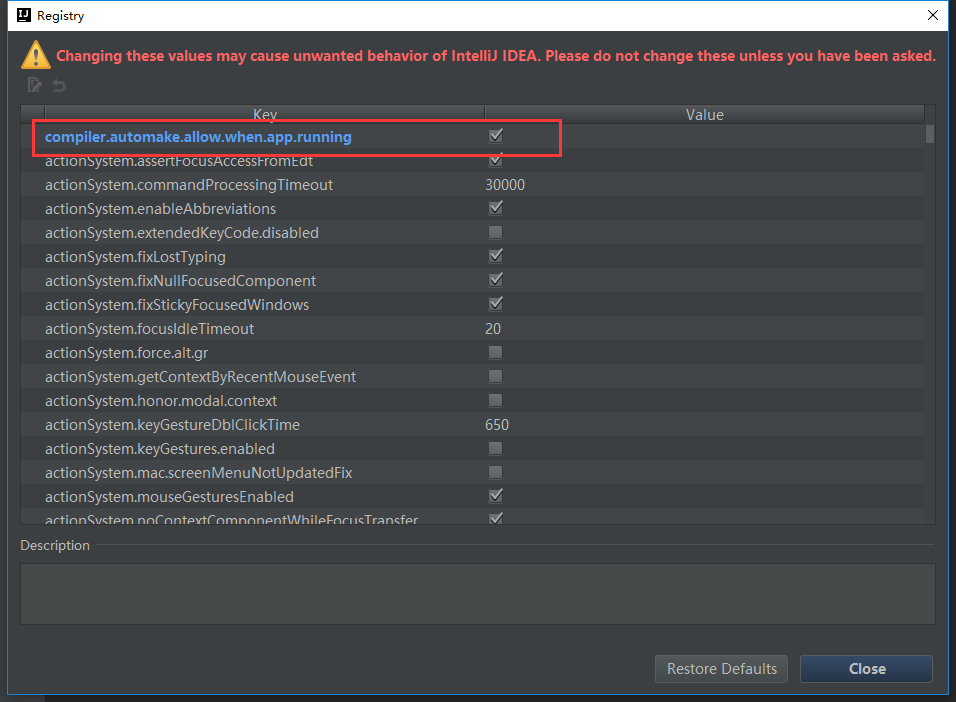 IJ Registry
Changing these values may cause unwanted behavior of IntelliJ IDEA. Please do not change these unless you have been asked.
Key Value
compiler.automake.allow.when.app.running
actionSystem.assertFocusAccessFromEdt
actionSystem.commandProcessingTimeout 30000
actionSystem.enableAbbreviations
actionSystem.extendedKeyCode.disabled
actionSystem.fixLostTyping
actionSystem.fixNullFocusedComponent
actionSystem.fixStickyFocusedWindows
actionSystem.focusIdleTimeout 20
actionSystem.force.alt.gr
actionSystem.getContextByRecentMouseEvent
actionSystem.honor.modal.context
actionSystem.keyGestureDblClickTime 650
actionSystem.keyGestures.enabled
actionSystem.mac.screenMenuNotUpdatedFix
actionSystem.mouseGesturesEnabled
actionSystem.noContextComponentWhileFocusTransfer
Description
Restore Defaults Close